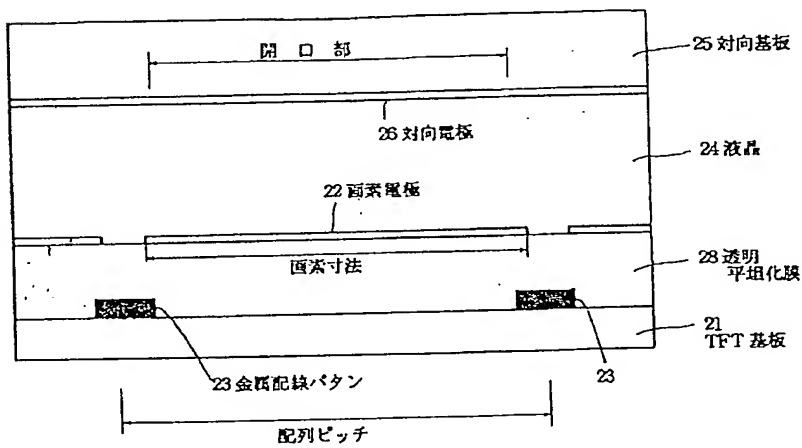 開 口 部
25 対向基板
26 対向電極
24 液晶
22 画素電極
画素寸法
28 透明
平坦化膜
21
TFT 基板
23 金属配線パタン
23
配列ピッチ